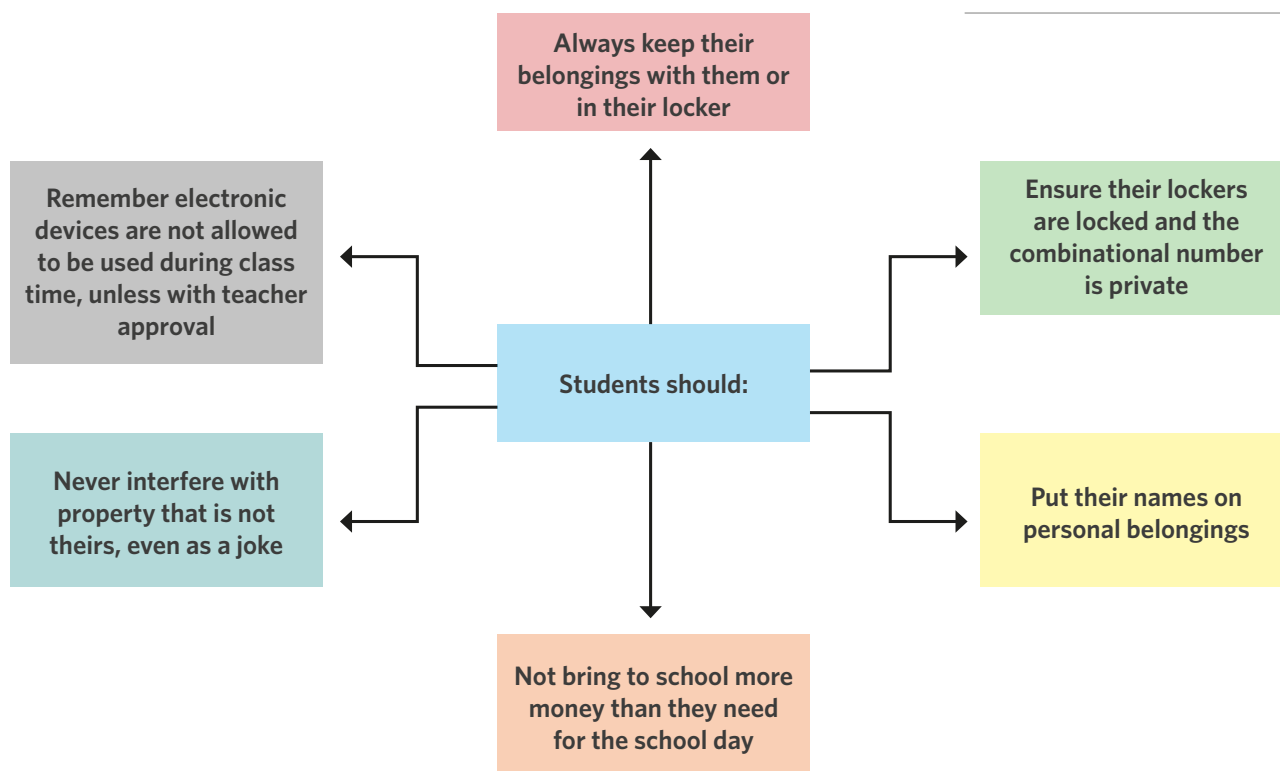 Always keep their
belongings with them or
in their locker
Remember electronic
devices are not allowed
to be used during class
time, unless with teacher
approval
Ensure their lockers
are locked and the
combinational number
is private
Students should:
Never interfere with
property that is not
theirs, even as a joke
Put their names on
personal belongings
Not bring to school more
money than they need
for the school day